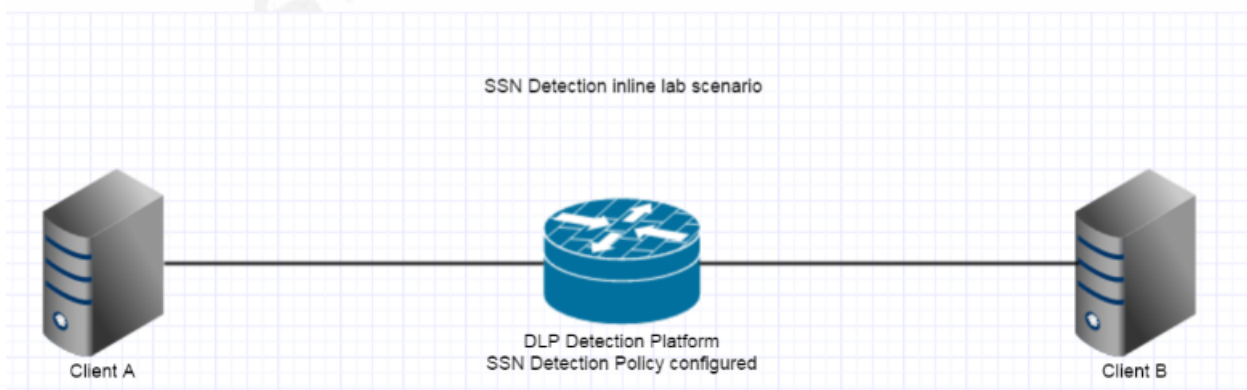 SSN Detection inline lab scenario
DLP Detection Platform
SSN Detection Policy configured
Client A
Client B